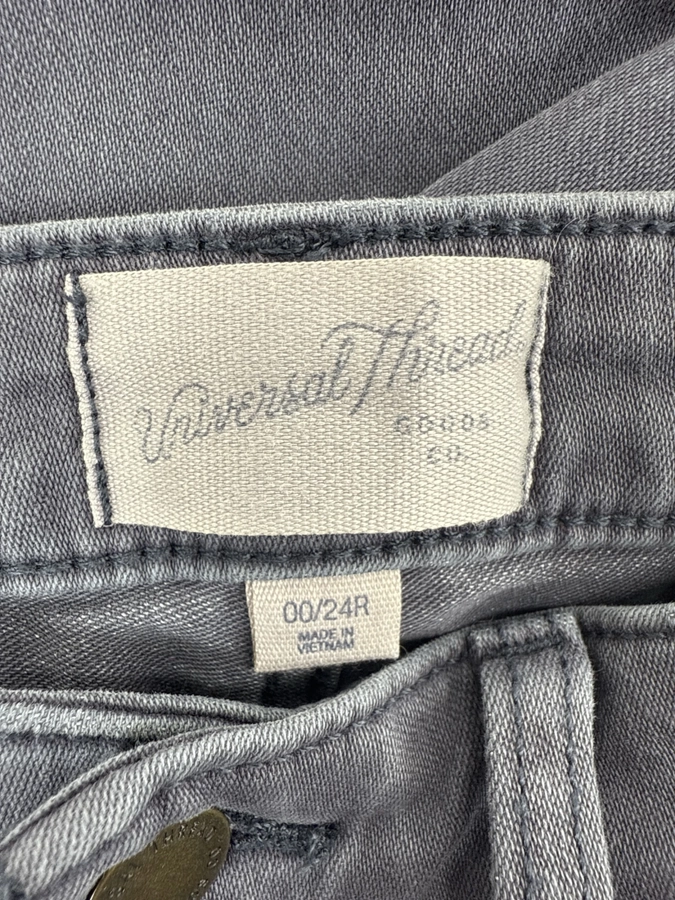 Universal Thread
GOODS
CO.
00/24R
MADE IN
VIETNAM